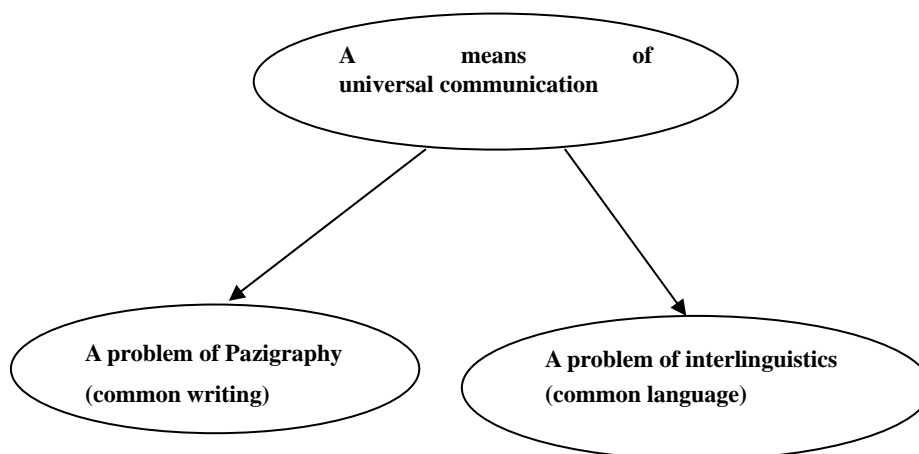 A means of
universal communication
A problem of Pazigraphy
(common writing)
A problem of interlinguistics
(common language)